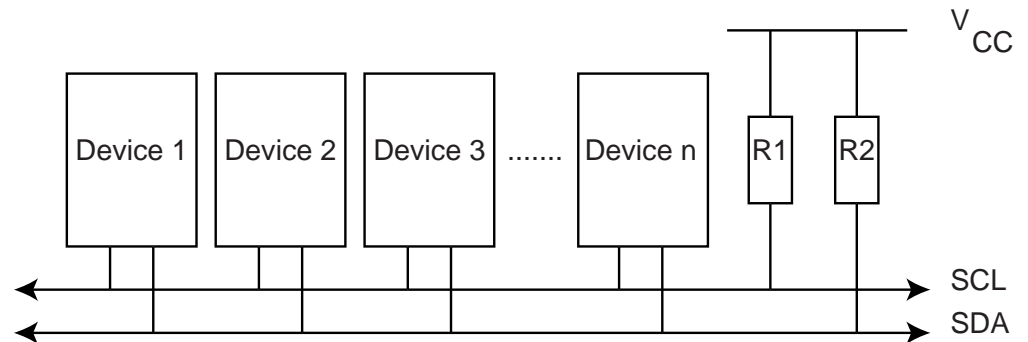 V
CC
Device 1
Device 2
Device 3
.......
Device n
R1
R2
SCL
SDA